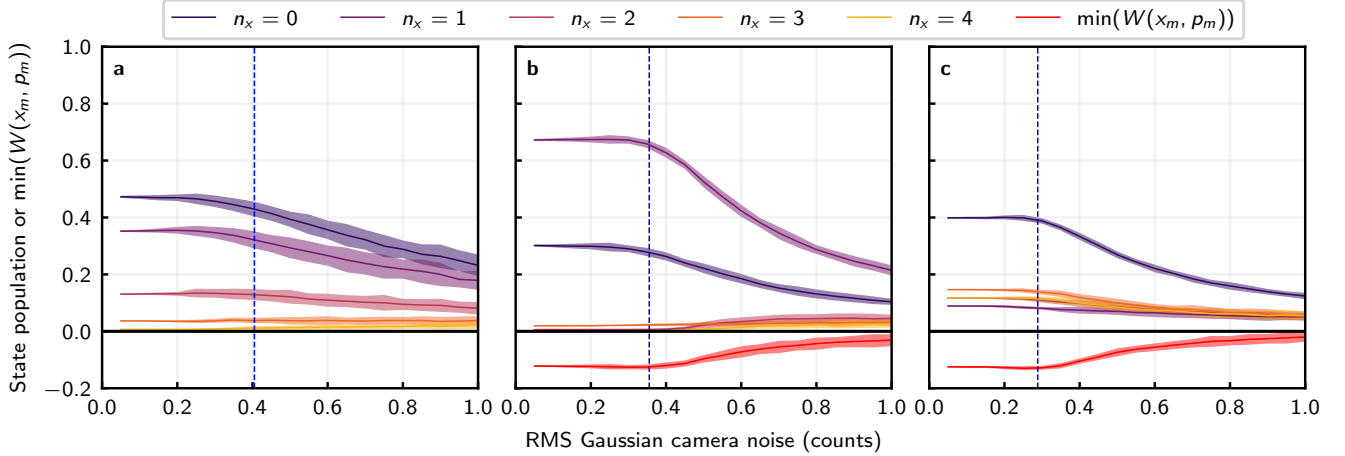 n_x = 0 n_x = 1 n_x = 2 n_x = 3 n_x = 4 min(W(x_m, p_m))
State population or min(W(x_m, p_m))
a b c
1.0
0.8
0.6
0.4
0.2
0.0
−0.2
0.0 0.2 0.4 0.6 0.8 1.0 0.0 0.2 0.4 0.6 0.8 1.0 0.0 0.2 0.4 0.6 0.8 1.0
RMS Gaussian camera noise (counts)